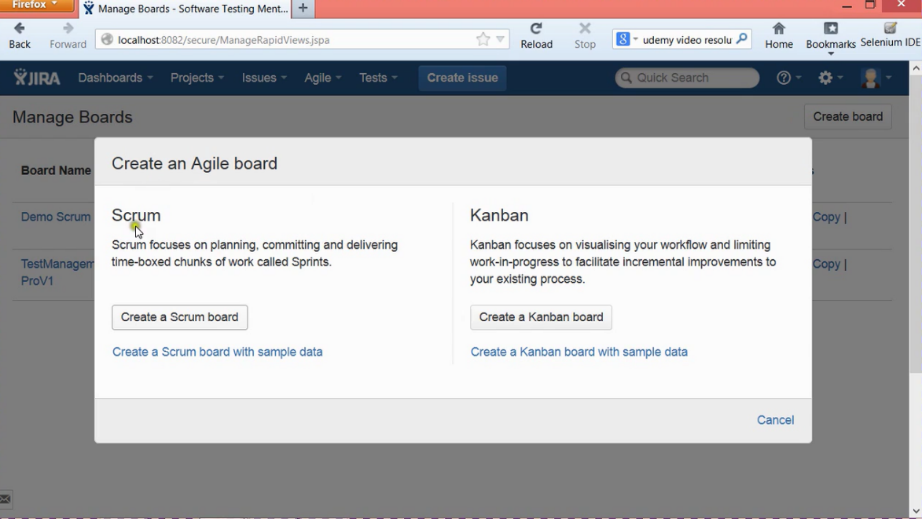 Firefox
Manage Boards - Software Testing Ment...
Back
Forward
localhost:8082/secure/ManageRapidViews.jspa
Reload
Stop
8
udemy video resolu
Home
Bookmarks
Selenium IDE
JIRA
Dashboards
Projects
Issues
Agile
Tests
Create issue
Quick Search
Manage Boards
Create board
Board Name
Create an Agile board
Scrum
Scrum focuses on planning, committing and delivering
time-boxed chunks of work called Sprints.
Create a Scrum board
Create a Scrum board with sample data
Kanban
Kanban focuses on visualising your workflow and limiting
work-in-progress to facilitate incremental improvements to
your existing process.
Create a Kanban board
Create a Kanban board with sample data
Cancel
Demo Scrum
Copy |
TestManagem
ProV1
Copy |